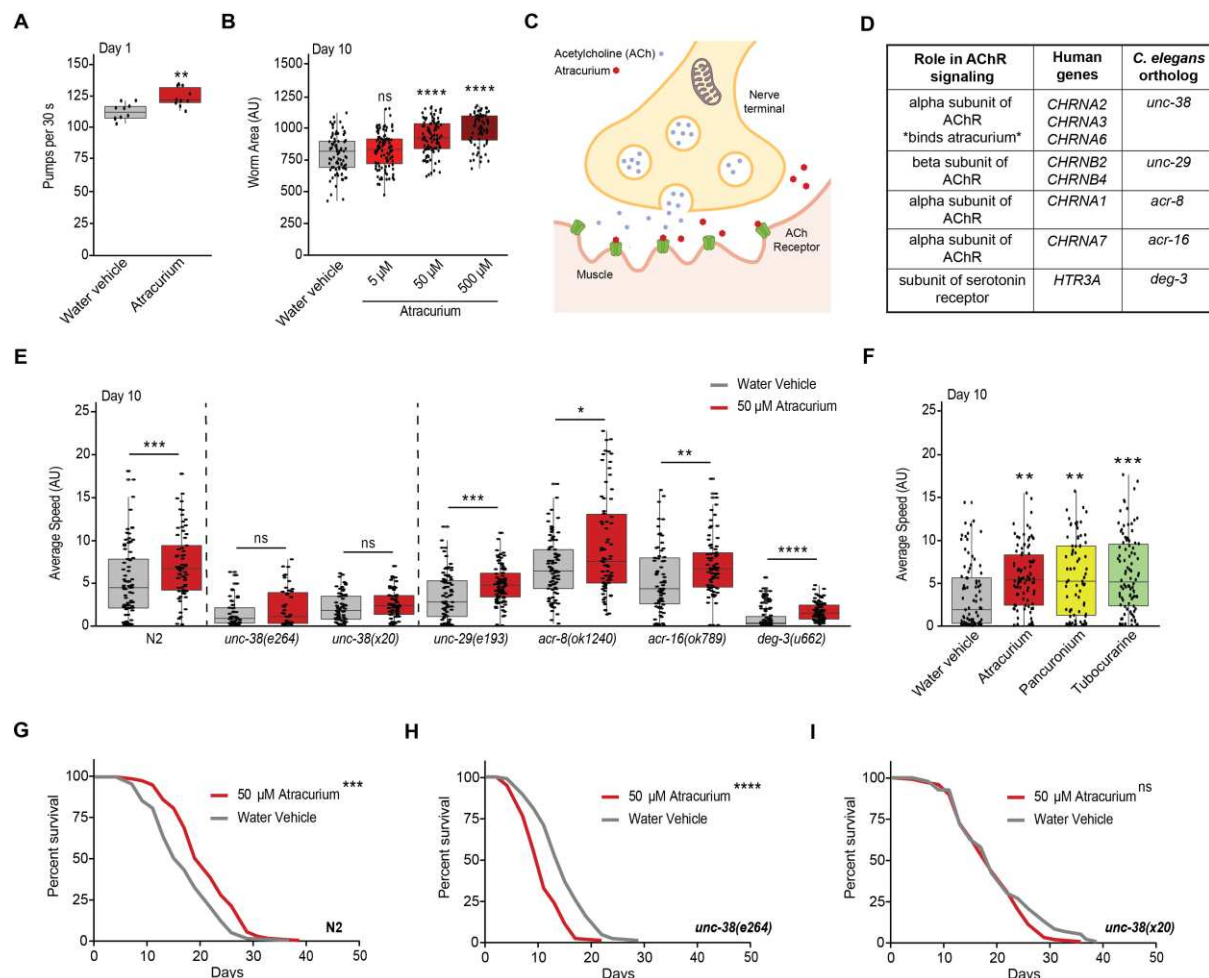 A
Day 1
**
150
125
100
75
50
25
0
Pumps per 30 s
Water vehicle
Atracurium
B
Day 10
ns
****
****
1500
1250
1000
750
500
250
0
Worm Area (AU)
Water Vehicle
5 µM
50 µM
500 µM
Atracurium
C
Acetylcholine (ACh)
Atracurium
Nerve
terminal
ACh
Receptor
Muscle
D
Role in AChR
signaling
Human
genes
C. elegans
ortholog
alpha subunit of
AChR
*binds atracurium*
CHRNA2
CHRNA3
CHRNA6
unc-38
beta subunit of
AChR
CHRNB2
CHRNB4
unc-29
alpha subunit of
AChR
CHRNA1
acr-8
alpha subunit of
AChR
CHRNA7
acr-16
subunit of serotonin
receptor
HTR3A
deg-3
E
Day 10
Water Vehicle
50 µM Atracurium
25
20
15
10
5
0
Average Speed (AU)
***
ns
ns
***
*
**
****
N2
unc-38(e264)
unc-38(x20)
unc-29(e193)
acr-8(ok1240)
acr-16(ok789)
deg-3(u662)
F
Day 10
25
20
15
10
5
0
Average Speed (AU)
**
**
***
Water vehicle
Atracurium
Pancuronium
Tubocurarine
G
100
75
50
25
0
Percent survival
50 µM Atracurium
***
Water Vehicle
N2
0
10
20
30
40
50
Days
H
100
75
50
25
0
Percent survival
50 µM Atracurium
****
Water Vehicle
unc-38(e264)
0
10
20
30
40
50
Days
I
100
75
50
25
0
Percent survival
50 µM Atracurium
ns
Water Vehicle
unc-38(x20)
0
10
20
30
40
50
Days